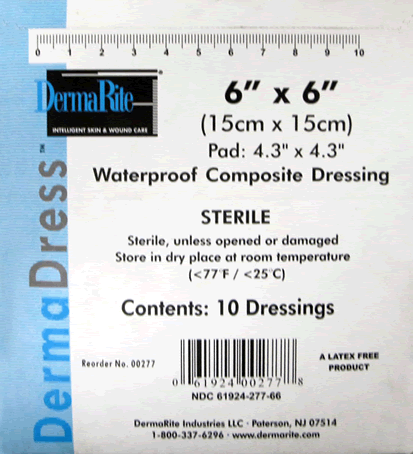 0 1 2 3 4 5 6 7 8 9 10
DermaRite
INTELLIGENT SKIN & WOUND CARE
DermaDress™
6" x 6"
(15cm x 15cm)
Pad: 4.3" x 4.3"
Waterproof Composite Dressing
STERILE
Sterile, unless opened or damaged
Store in dry place at room temperature
(<77°F / <25°C)
Contents: 10 Dressings
Reorder No. 00277
0 61924 00277 8
NDC 61924-277-66
A LATEX FREE
PRODUCT
DermaRite Industries LLC · Paterson, NJ 07514
1-800-337-6296 · www.dermarite.com